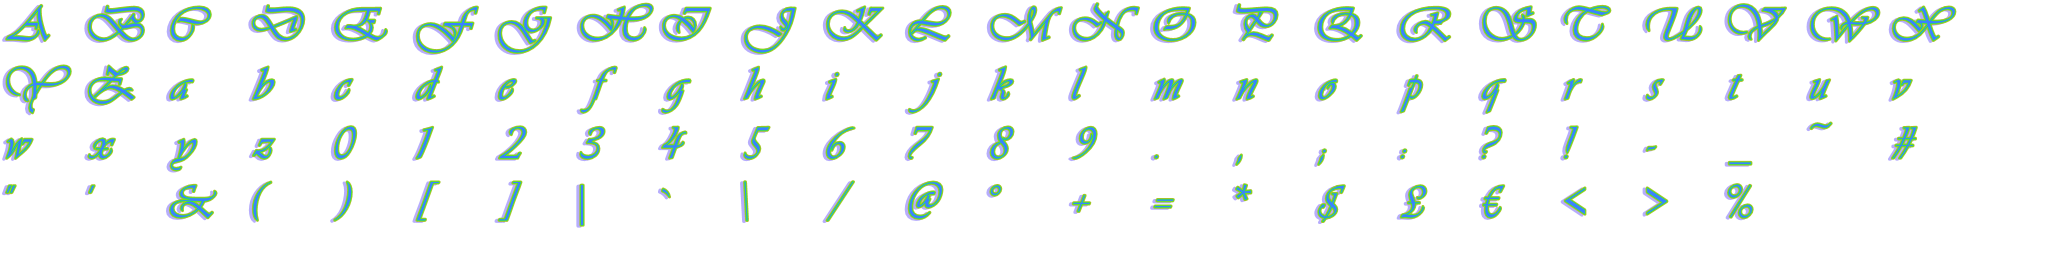 A B C D E F G H I J K L M N O P Q R S T U V W X
Y Z a b c d e f g h i j k l m n o p q r s t u v
w x y z 0 1 2 3 4 5 6 7 8 9 . , ; : ? ! - _ ~ #
" ' & ( ) [ ] | ` \ / @ ° + = * $ £ € < > %